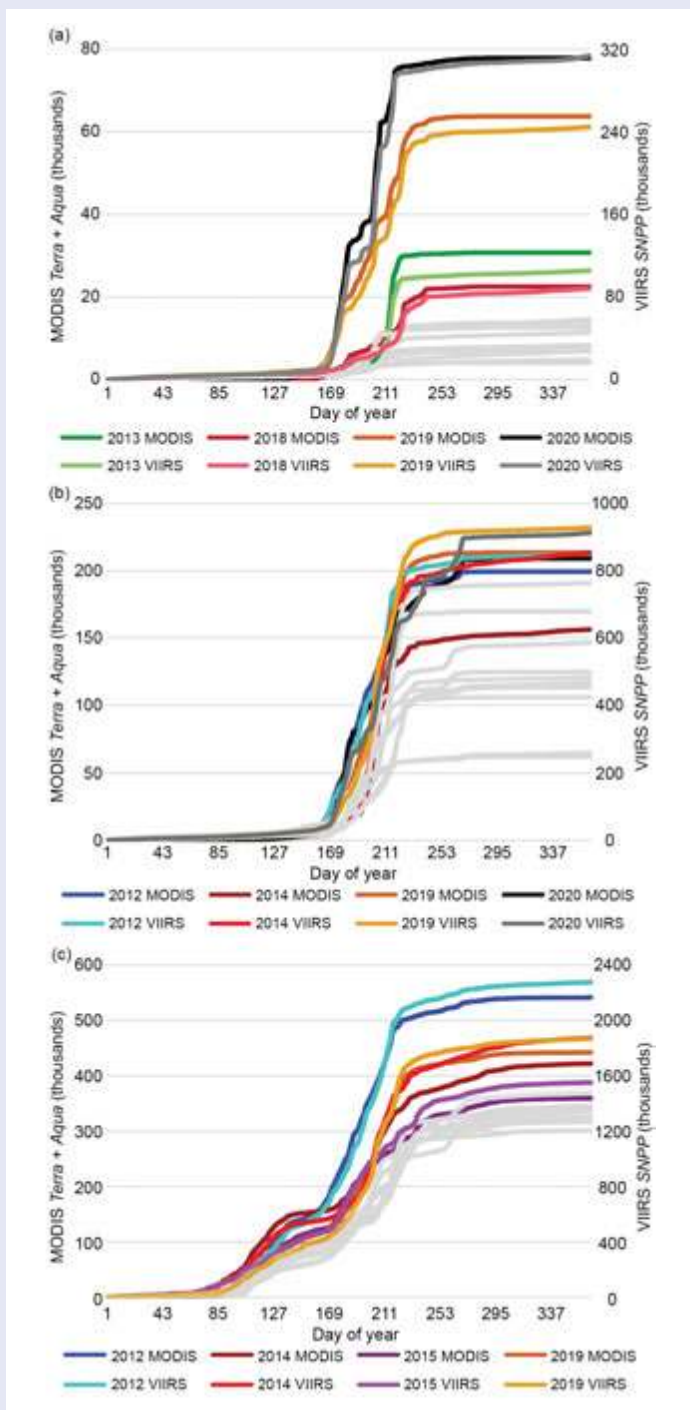 (a)
80
60
40
20
0
MODIS Terra + Aqua (thousands)
320
240
160
80
0
VIIRS SNPP (thousands)
1 43 85 127 169 211 253 295 337
Day of year
2013 MODIS 2018 MODIS 2019 MODIS 2020 MODIS
2013 VIIRS 2018 VIIRS 2019 VIIRS 2020 VIIRS
(b)
250
200
150
100
50
0
MODIS Terra + Aqua (thousands)
1000
800
600
400
200
0
VIIRS SNPP (thousands)
1 43 85 127 169 211 253 295 337
Day of year
2012 MODIS 2014 MODIS 2019 MODIS 2020 MODIS
2012 VIIRS 2014 VIIRS 2019 VIIRS 2020 VIIRS
(c)
600
500
400
300
200
100
0
MODIS Terra + Aqua (thousands)
2400
2000
1600
1200
800
400
0
VIIRS SNPP (thousands)
1 43 85 127 169 211 253 295 337
Day of year
2012 MODIS 2014 MODIS 2015 MODIS 2019 MODIS
2012 VIIRS 2014 VIIRS 2015 VIIRS 2019 VIIRS